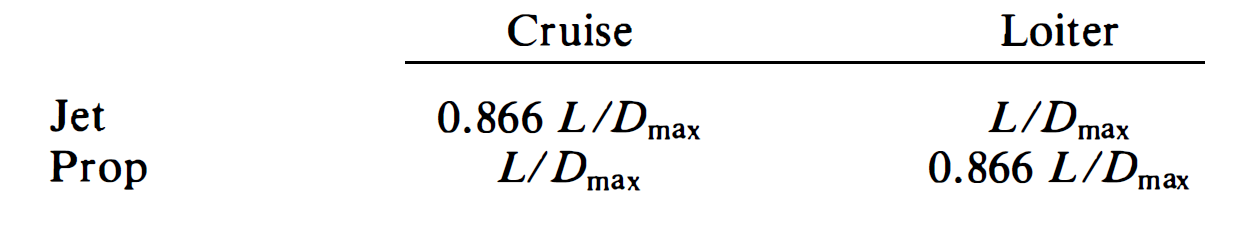 Cruise Loiter
Jet 0.866 L/Dmax L/Dmax
Prop L/Dmax 0.866 L/Dmax